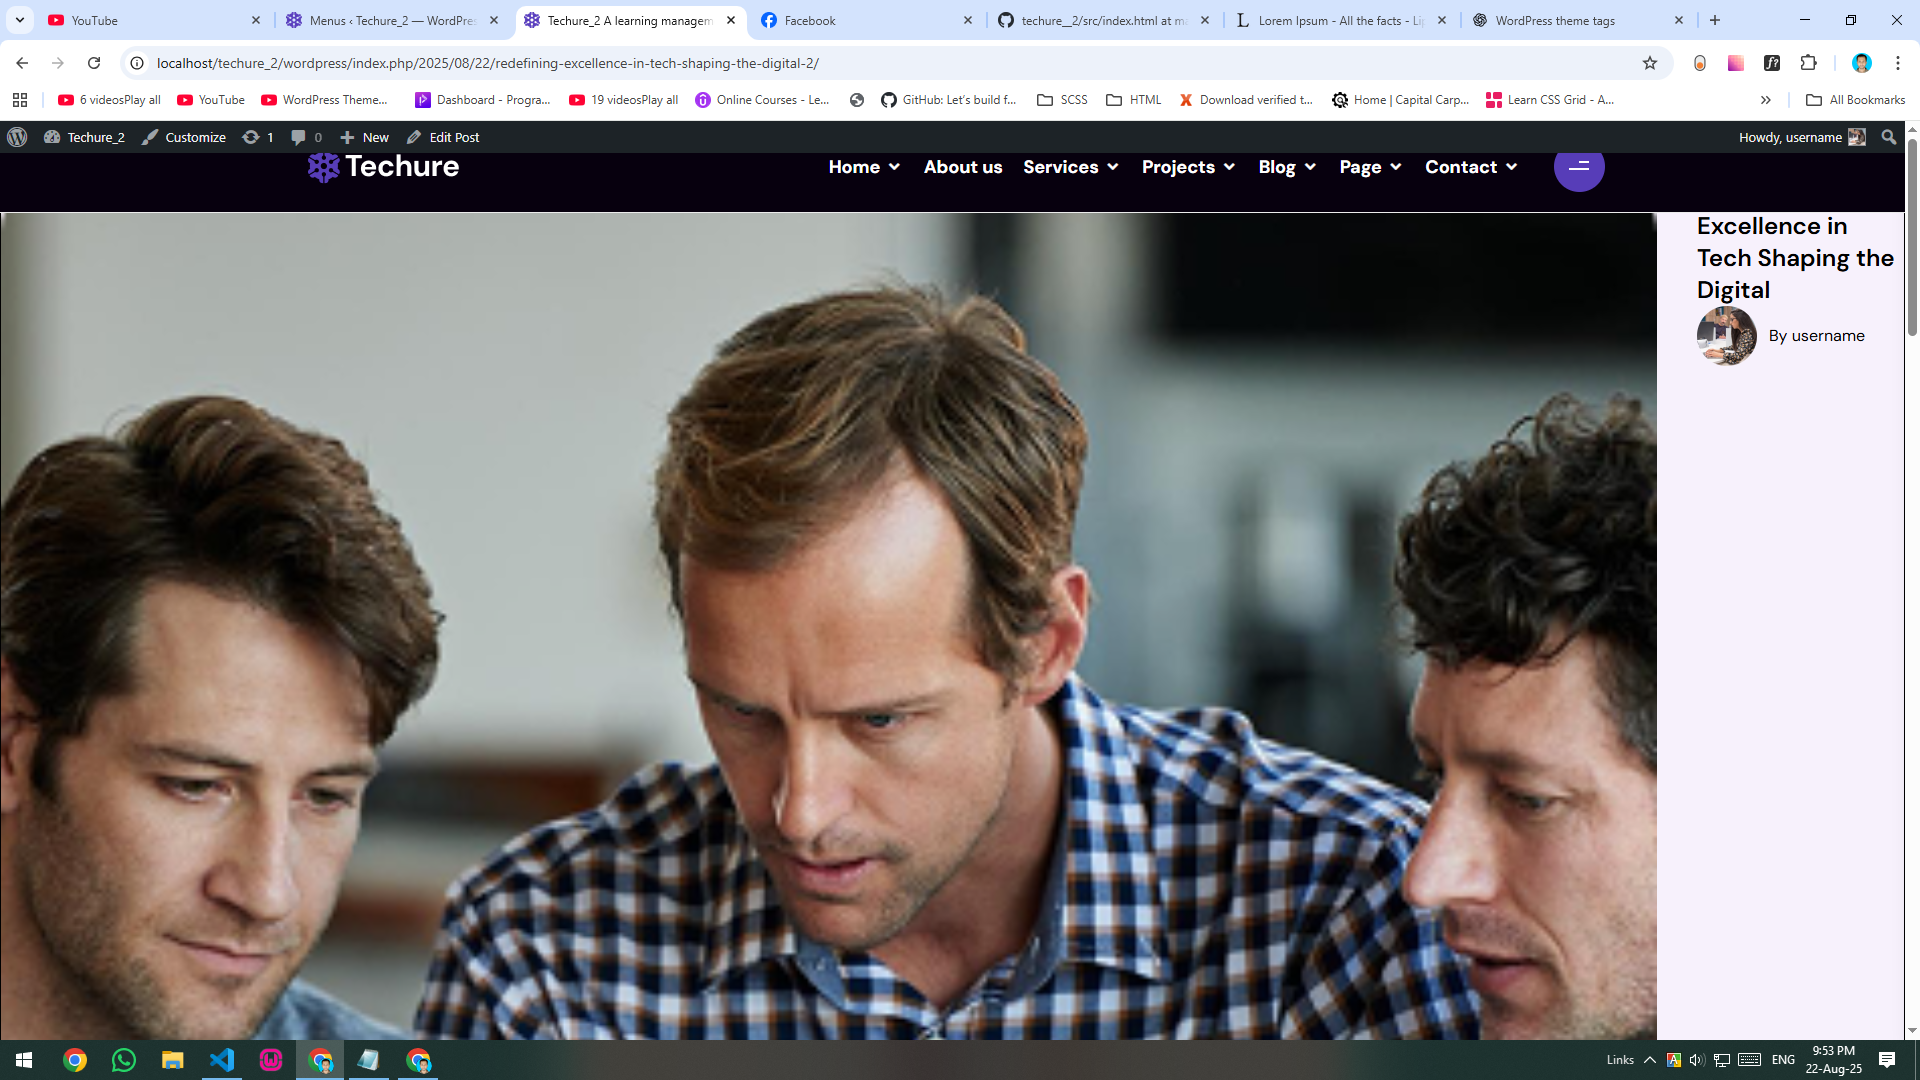 YouTube
Menus ‹ Techure_2 — WordPres
Techure_2 A learning managem
Facebook
techure__2/src/index.html at m
Lorem Ipsum - All the facts - Li
WordPress theme tags
localhost/techure_2/wordpress/index.php/2025/08/22/redefining-excellence-in-tech-shaping-the-digital-2/
6 videosPlay all
YouTube
WordPress Theme...
Dashboard - Progra...
19 videosPlay all
Online Courses - Le...
GitHub: Let's build f...
SCSS
HTML
Download verified t...
Home | Capital Carp...
Learn CSS Grid - A...
All Bookmarks
Techure_2
Customize
1
0
New
Edit Post
Howdy, username
Techure
Home
About us
Services
Projects
Blog
Page
Contact
Excellence in
Tech Shaping the
Digital
By username
Links
ENG
9:53 PM
22-Aug-25